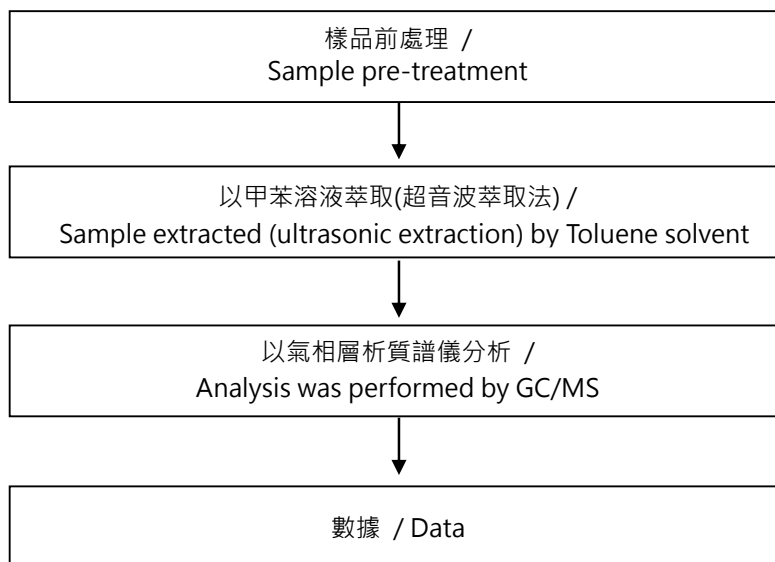 樣品前處理 /
Sample pre-treatment
以甲苯溶液萃取(超音波萃取法) /
Sample extracted (ultrasonic extraction) by Toluene solvent
以氣相層析質譜儀分析 /
Analysis was performed by GC/MS
數據 / Data